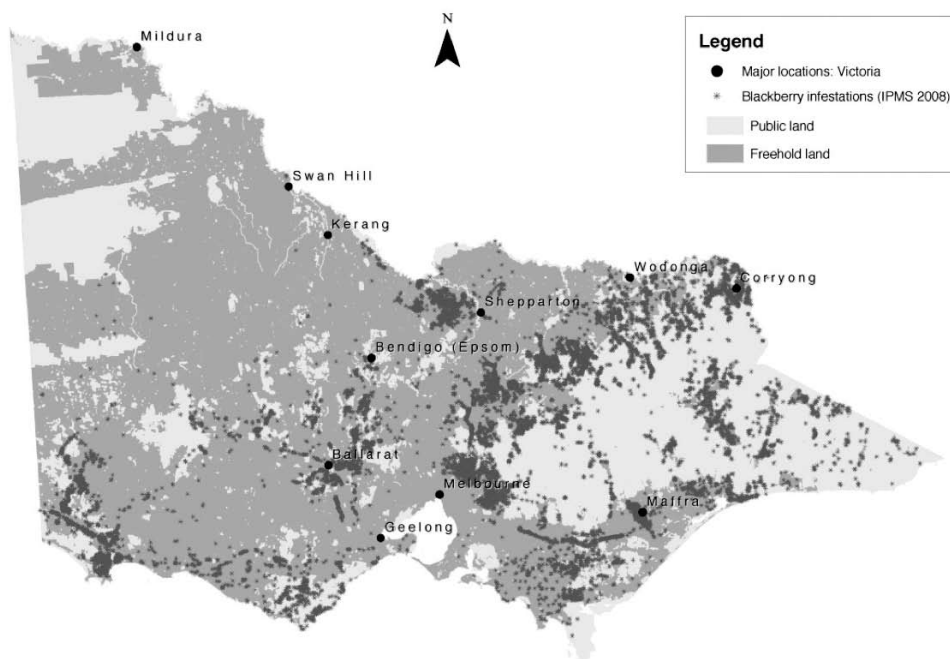 Mildura
N
Legend
Major locations: Victoria
Blackberry infestations (IPMS 2008)
Public land
Freehold land
Swan Hill
Kerang
Wodonga
Corryong
Shepparton
Bendigo (Epsom)
Ballarat
Melbourne
Maffra
Geelong